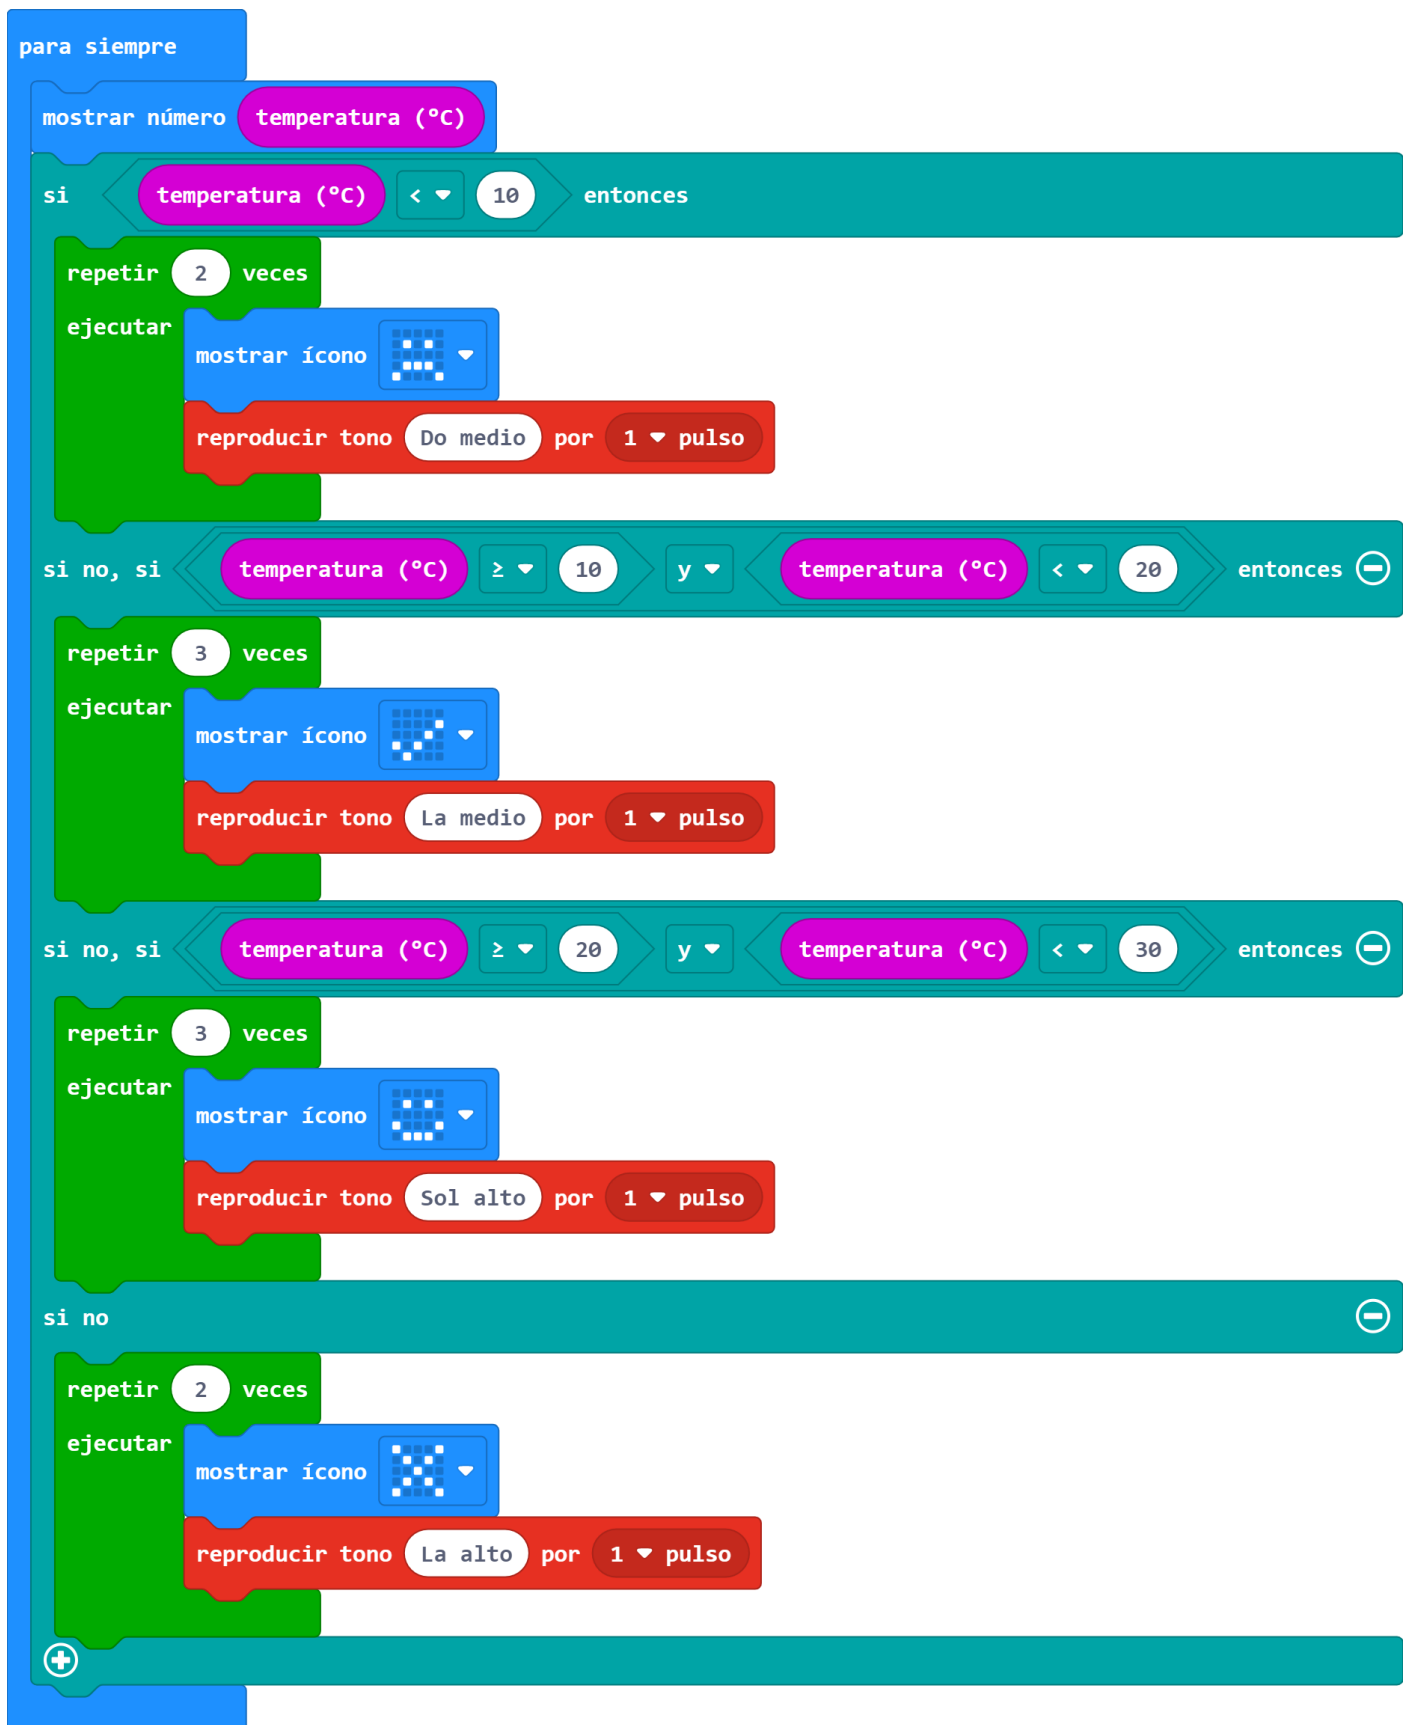 para siempre
mostrar número temperatura (°C)
si temperatura (°C) < 10 entonces
repetir 2 veces
ejecutar
mostrar ícono
reproducir tono Do medio por 1 pulso
si no, si temperatura (°C) ≥ 10 y temperatura (°C) < 20 entonces
repetir 3 veces
ejecutar
mostrar ícono
reproducir tono La medio por 1 pulso
si no, si temperatura (°C) ≥ 20 y temperatura (°C) < 30 entonces
repetir 3 veces
ejecutar
mostrar ícono
reproducir tono Sol alto por 1 pulso
si no
repetir 2 veces
ejecutar
mostrar ícono
reproducir tono La alto por 1 pulso